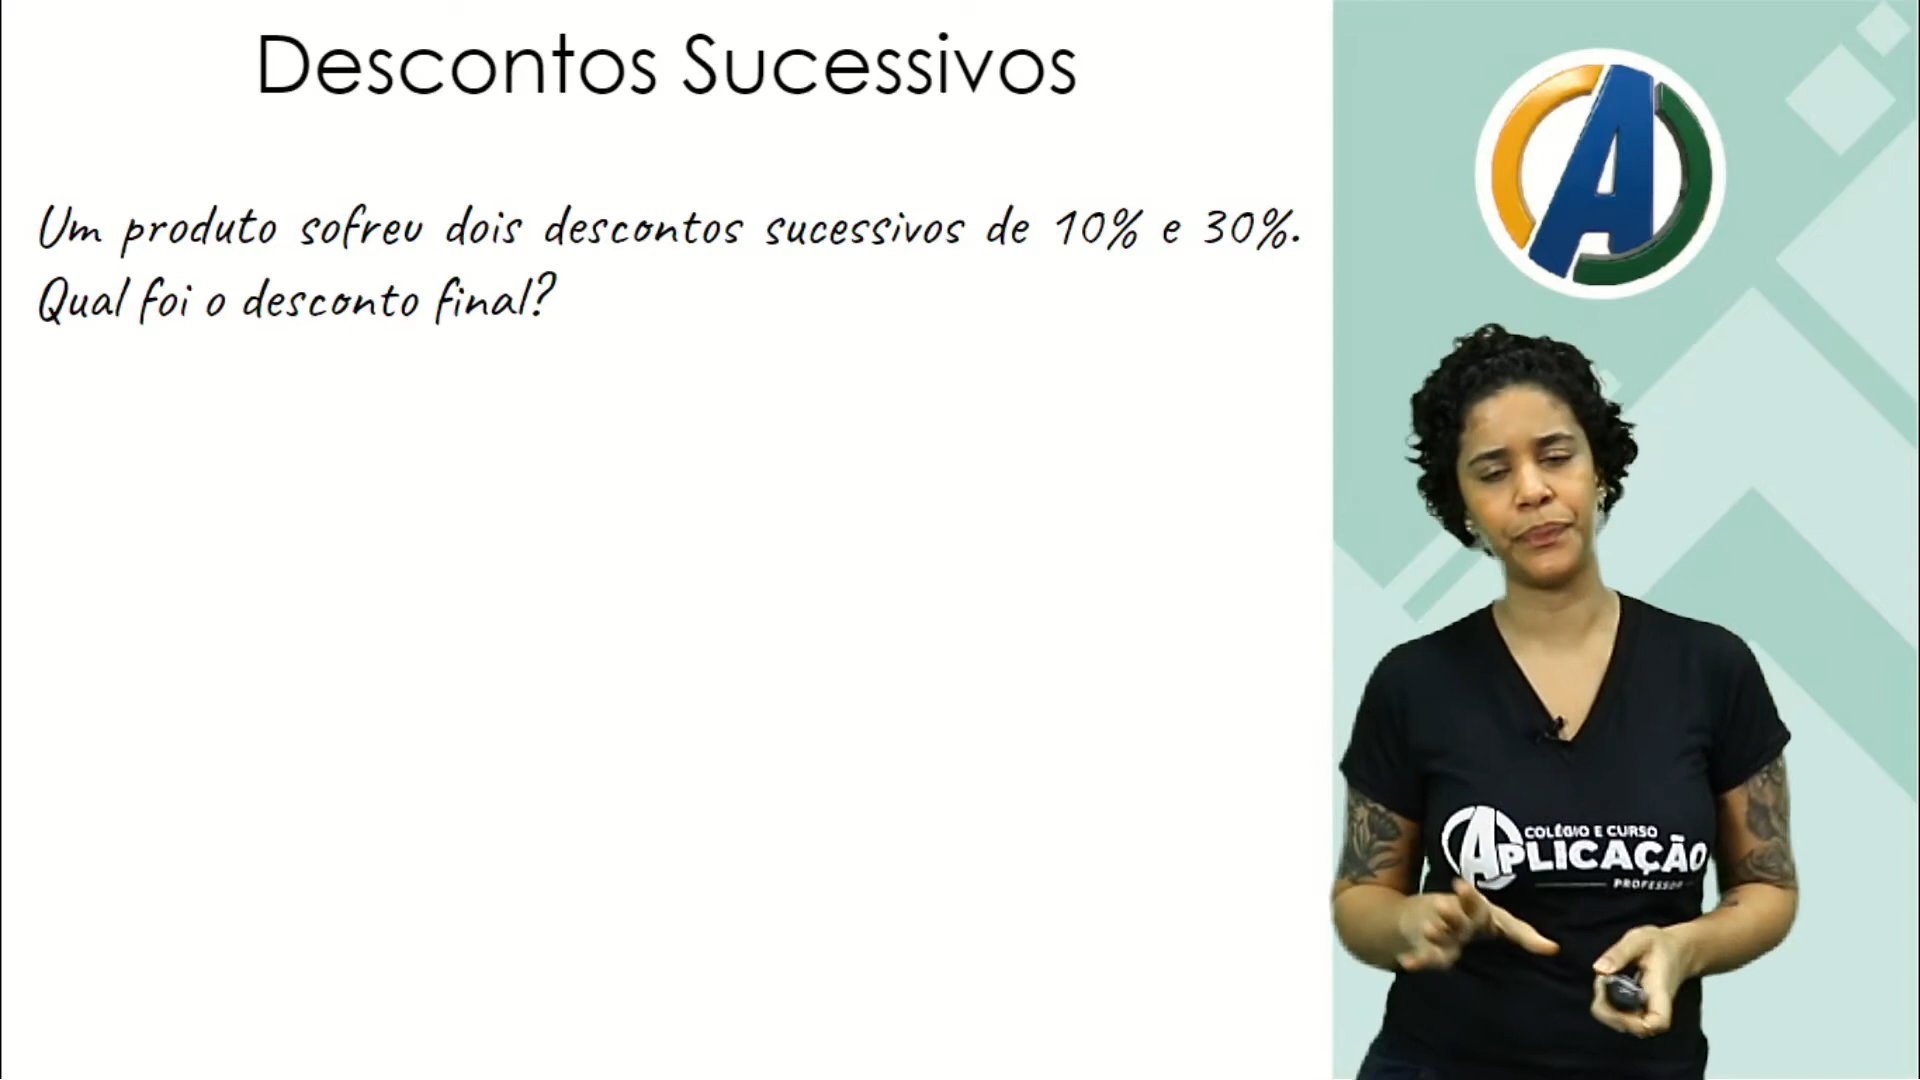 Descontos Sucessivos
Um produto sofreu dois descontos sucessivos de 10% e 30%.
Qual foi o desconto final?
A
COLÉGIO E CURSO
APLICAÇÃO
PROFESSOR